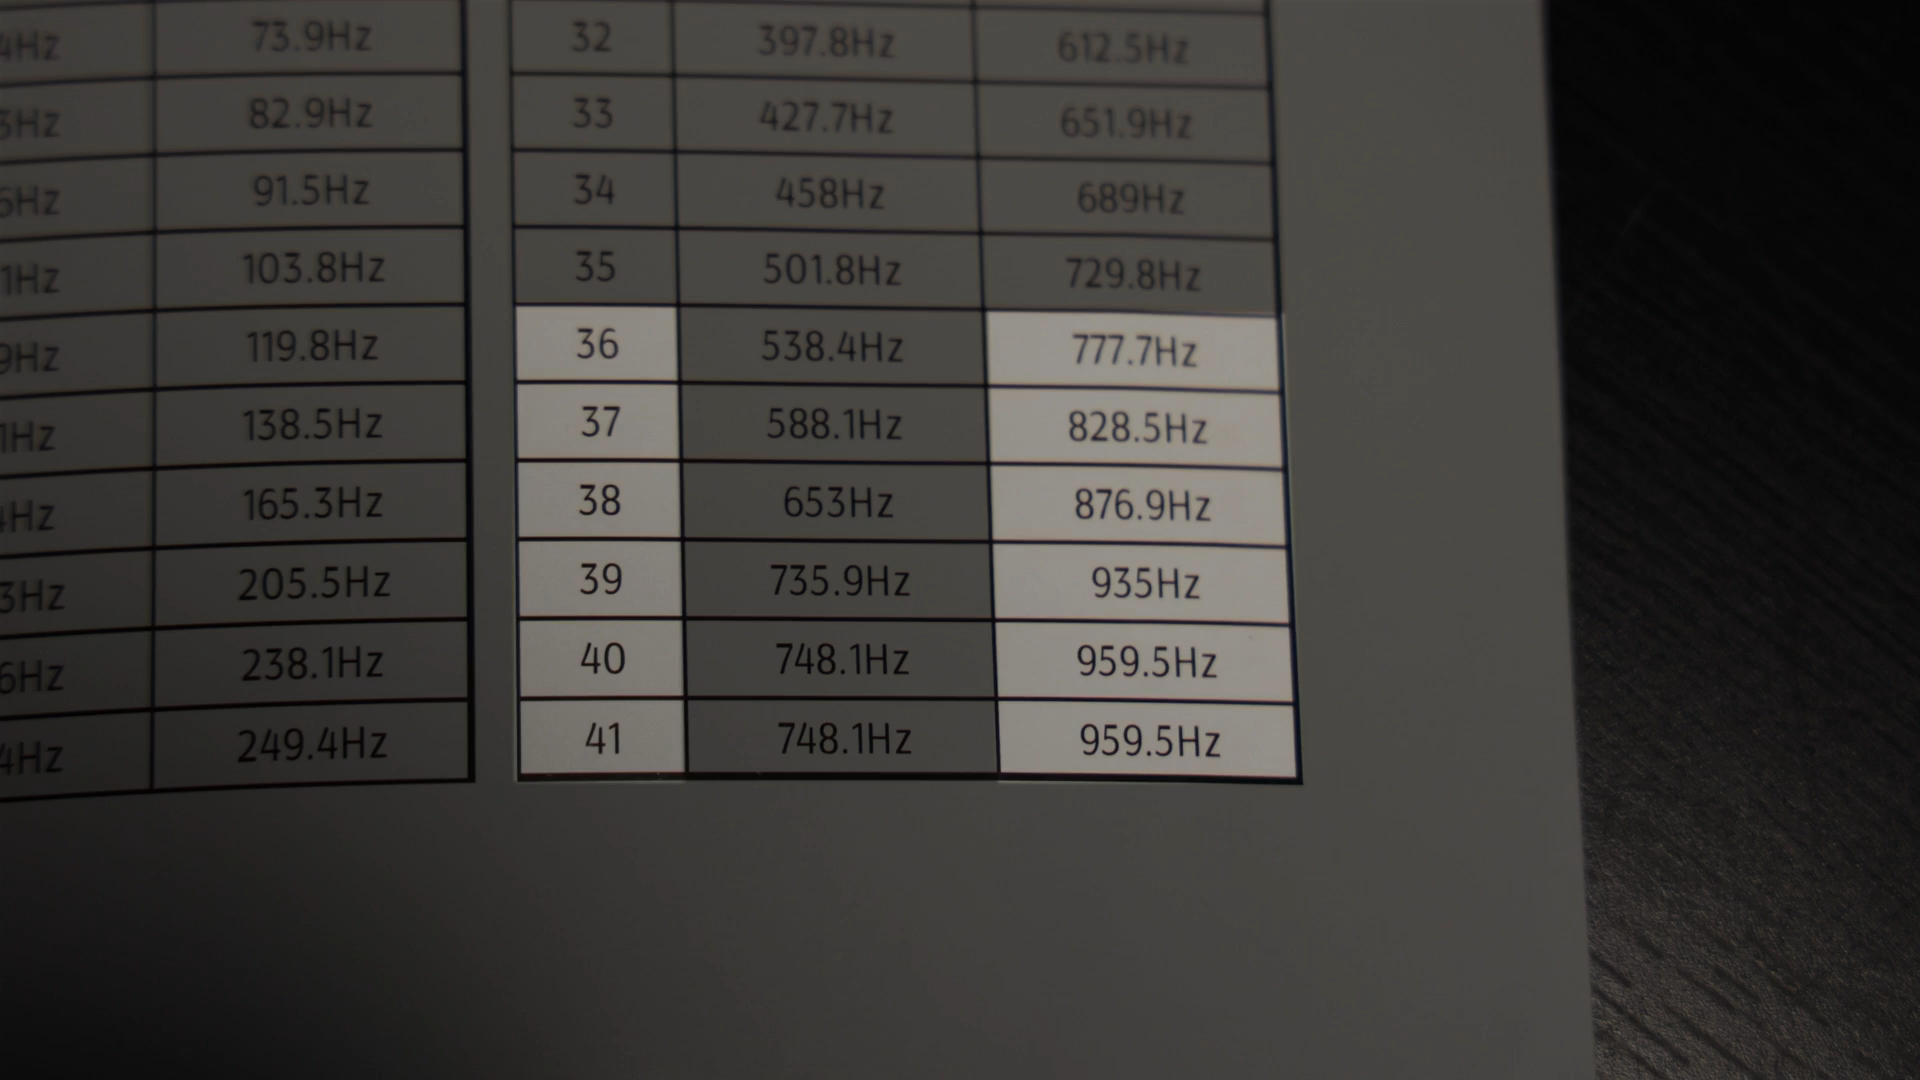 4Hz 73.9Hz 32 397.8Hz 612.5Hz
3Hz 82.9Hz 33 427.7Hz 651.9Hz
6Hz 91.5Hz 34 458Hz 689Hz
1Hz 103.8Hz 35 501.8Hz 729.8Hz
9Hz 119.8Hz 36 538.4Hz 777.7Hz
1Hz 138.5Hz 37 588.1Hz 828.5Hz
4Hz 165.3Hz 38 653Hz 876.9Hz
3Hz 205.5Hz 39 735.9Hz 935Hz
6Hz 238.1Hz 40 748.1Hz 959.5Hz
4Hz 249.4Hz 41 748.1Hz 959.5Hz